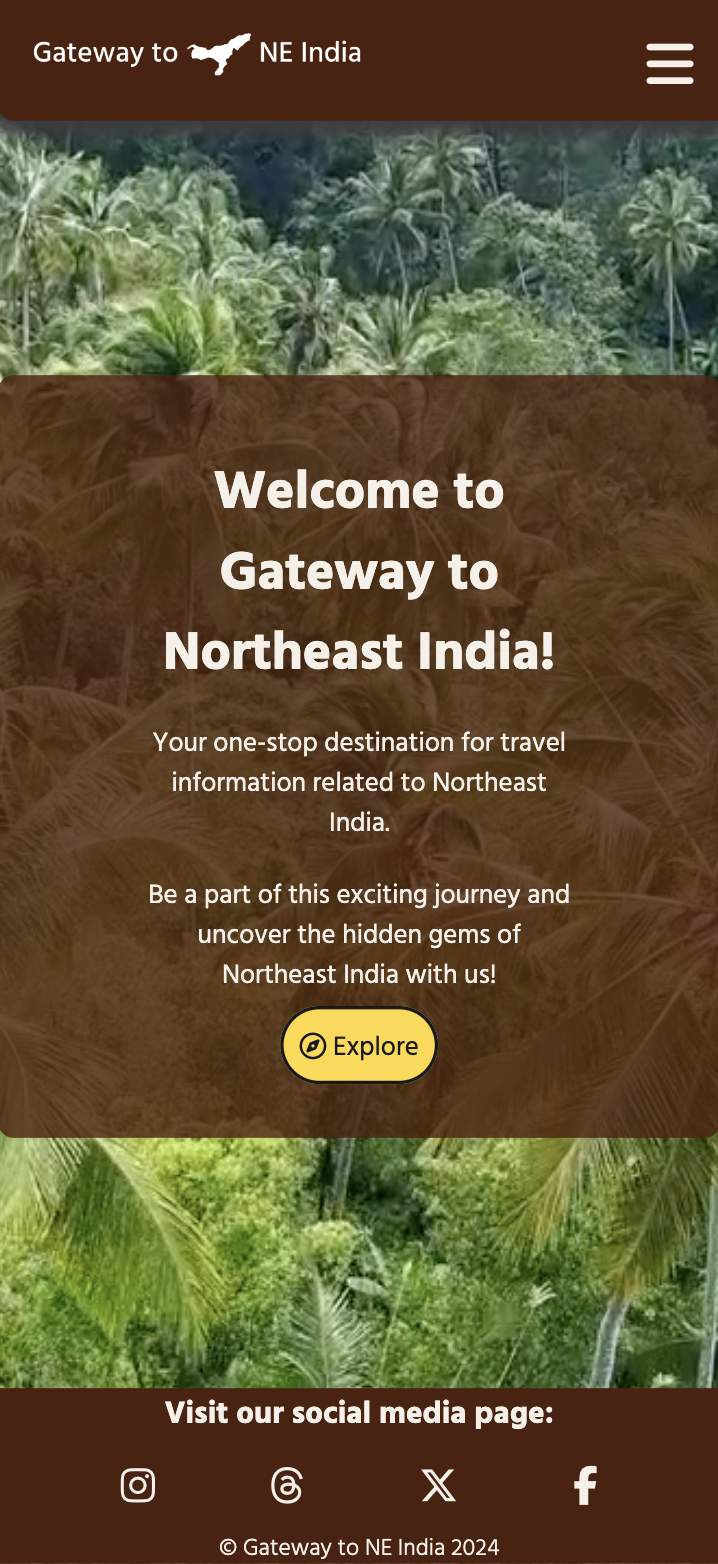 Gateway to NE India
Welcome to
Gateway to
Northeast India!
Your one-stop destination for travel
information related to Northeast
India.
Be a part of this exciting journey and
uncover the hidden gems of
Northeast India with us!
Explore
Visit our social media page:
© Gateway to NE India 2024